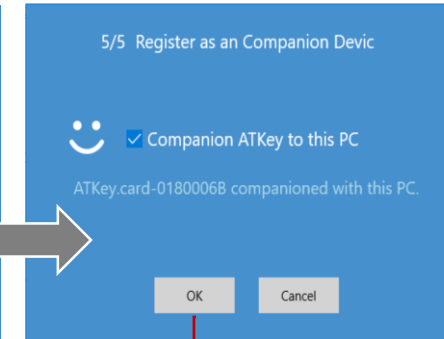 5/5 Register as an Companion Devic
Companion ATKey to this PC
ATKey.card-0180006B companioned with this PC.
OK Cancel